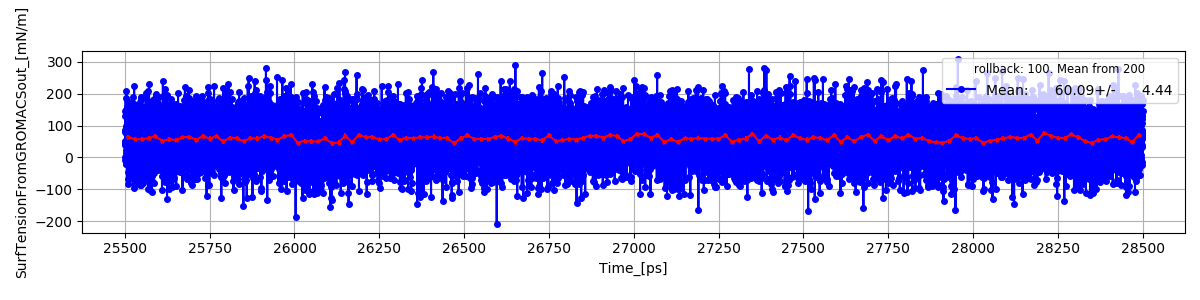 SurfTensionFromGROMACSout_[mN/m]
300
200
100
0
−100
−200
rollback: 100, Mean from 200
Mean: 60.09+/- 4.44
25500 25750 26000 26250 26500 26750 27000 27250 27500 27750 28000 28250 28500
Time_[ps]